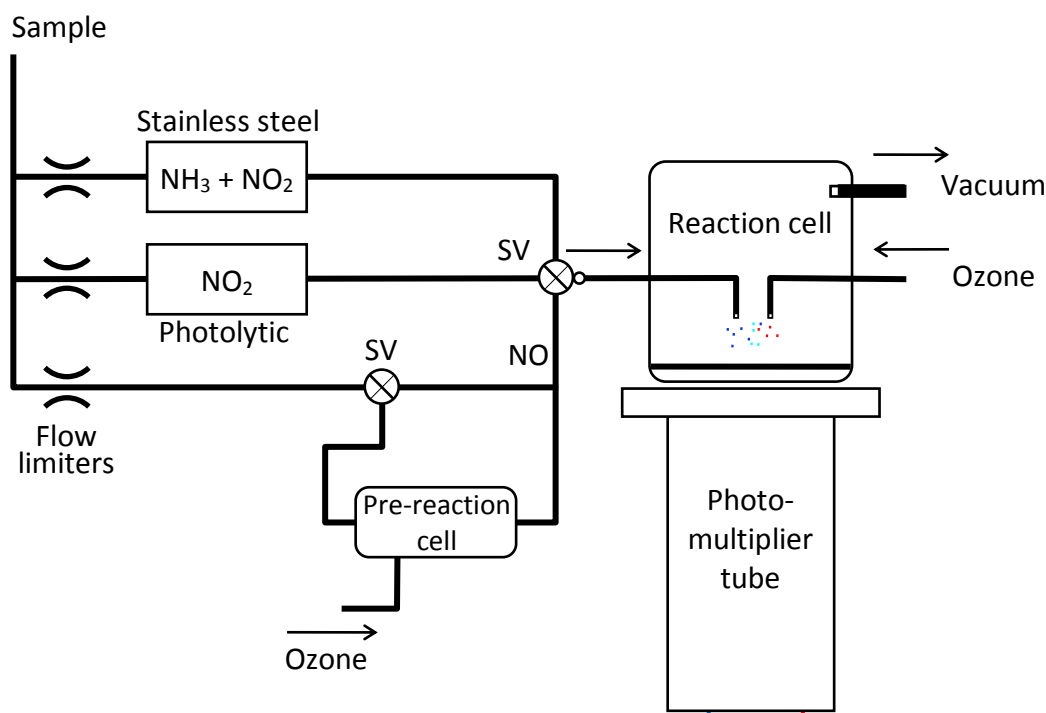 Sample
Stainless steel
NH₃ + NO₂
NO₂
Photolytic
SV
SV
NO
Flow
limiters
Pre-reaction
cell
Ozone
Reaction cell
Vacuum
Ozone
Photo-
multiplier
tube